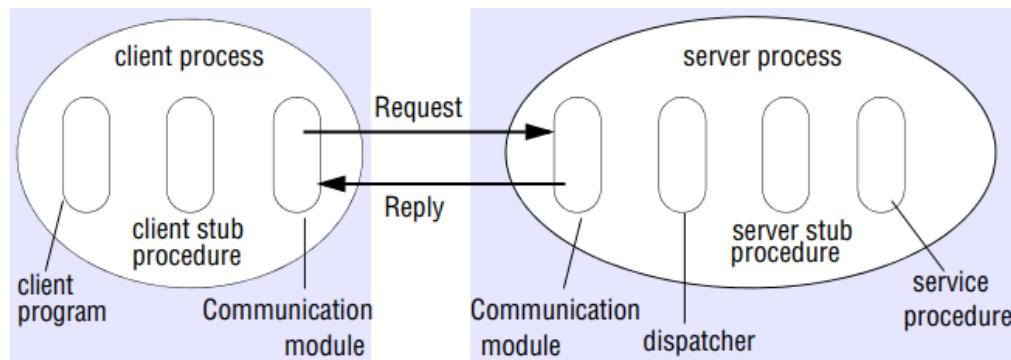 client process
server process
Request
Reply
client stub
procedure
server stub
procedure
client
program
Communication
module
Communication
module
dispatcher
service
procedure